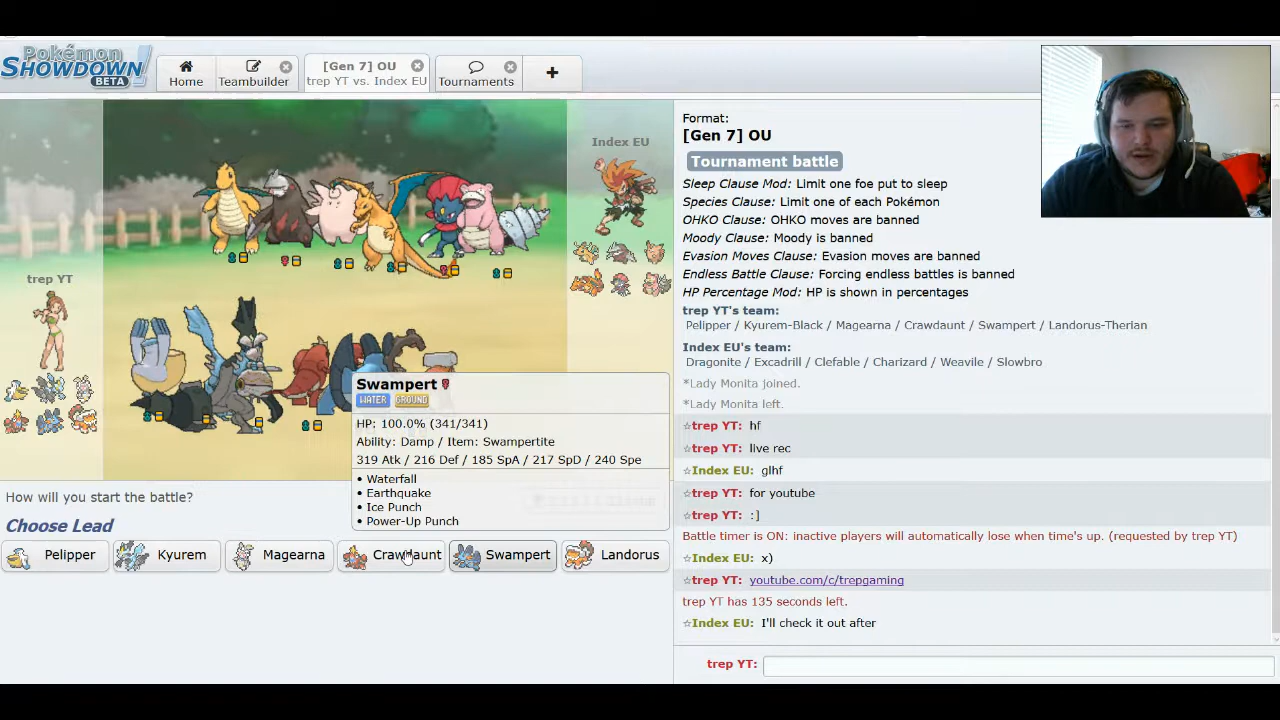 Pokémon
SHOWDOWN!
BETA
Home
Teambuilder
[Gen 7] OU
trep YT vs. Index EU
Tournaments
+
trep YT
Index EU
Swampert
WATER GROUND
HP: 100.0% (341/341)
Ability: Damp / Item: Swampertite
319 Atk / 216 Def / 185 SpA / 217 SpD / 240 Spe
• Waterfall
• Earthquake
• Ice Punch
• Power-Up Punch
How will you start the battle?
Choose Lead
Pelipper
Kyurem
Magearna
Crawdaunt
Swampert
Landorus
Format:
[Gen 7] OU
Tournament battle
Sleep Clause Mod: Limit one foe put to sleep
Species Clause: Limit one of each Pokémon
OHKO Clause: OHKO moves are banned
Moody Clause: Moody is banned
Evasion Moves Clause: Evasion moves are banned
Endless Battle Clause: Forcing endless battles is banned
HP Percentage Mod: HP is shown in percentages
trep YT's team:
Pelipper / Kyurem-Black / Magearna / Crawdaunt / Swampert / Landorus-Therian
Index EU's team:
Dragonite / Excadrill / Clefable / Charizard / Weavile / Slowbro
*Lady Monita joined.
*Lady Monita left.
☆trep YT: hf
☆trep YT: live rec
☆Index EU: glhf
☆trep YT: for youtube
☆trep YT: :]
Battle timer is ON: inactive players will automatically lose when time's up. (requested by trep YT)
☆Index EU: x)
☆trep YT: youtube.com/c/trepgaming
trep YT has 135 seconds left.
☆Index EU: I'll check it out after
trep YT: